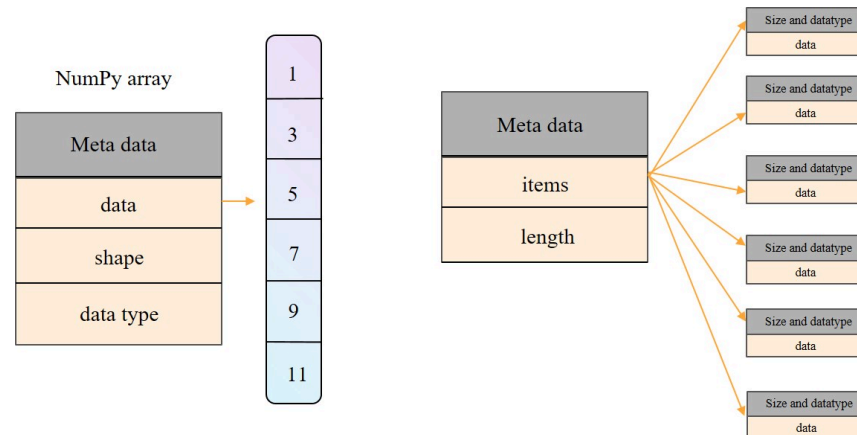 NumPy array
Meta data
data
shape
data type
1
3
5
7
9
11
Meta data
items
length
Size and datatype
data
Size and datatype
data
Size and datatype
data
Size and datatype
data
Size and datatype
data
Size and datatype
data